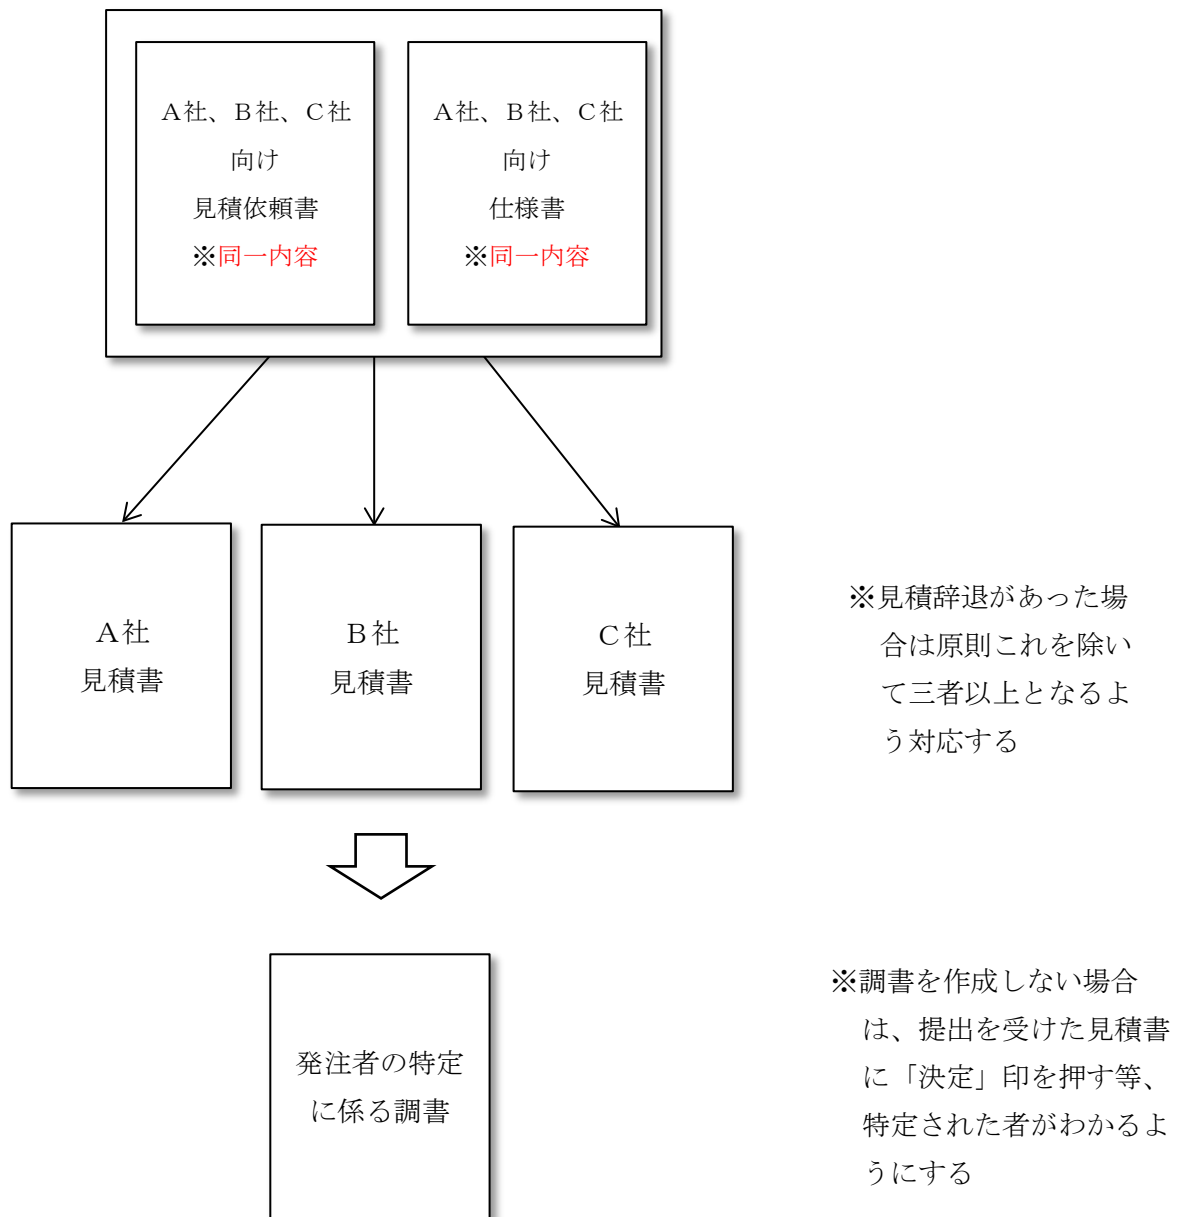 A社、B社、C社
向け
見積依頼書
※同一内容
A社、B社、C社
向け
仕様書
※同一内容
A社
見積書
B社
見積書
C社
見積書
※見積辞退があった場
合は原則これを除い
て三者以上となるよ
う対応する
発注者の特定
に係る調書
※調書を作成しない場合
は、提出を受けた見積書
に「決定」印を押す等、
特定された者がわかるよ
うにする